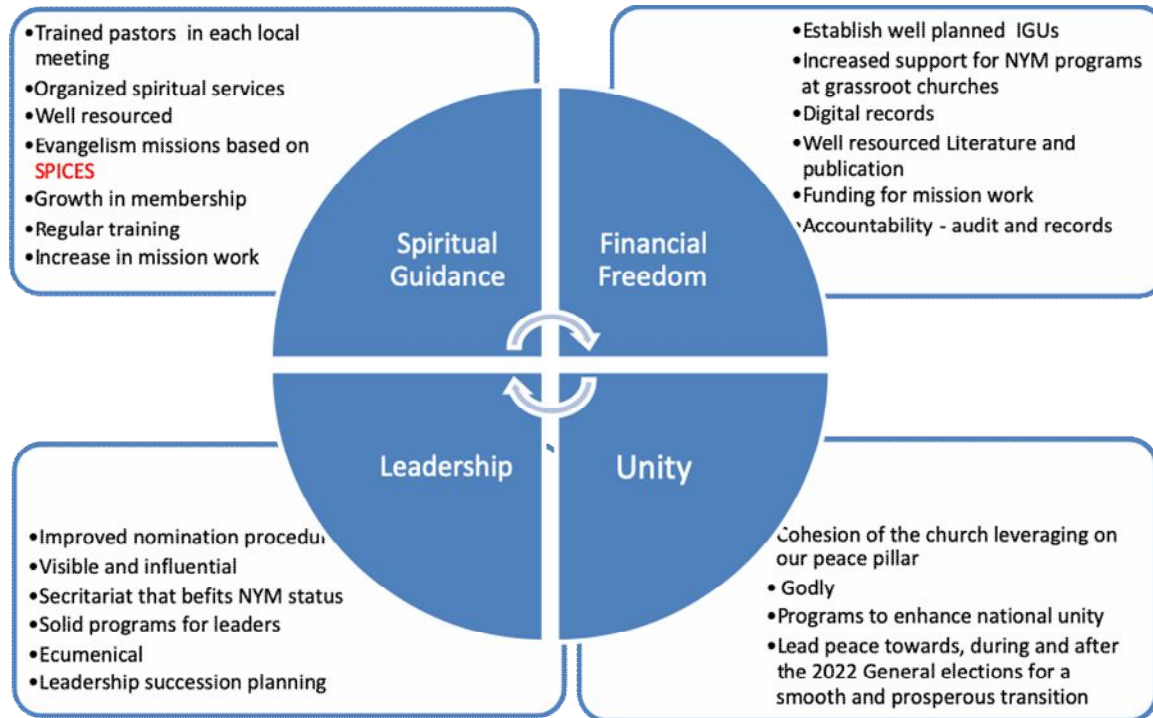 •Trained pastors in each local
meeting
•Organized spiritual services
•Well resourced
•Evangelism missions based on
SPICES
•Growth in membership
•Regular training
•Increase in mission work
•Establish well planned IGUs
•Increased support for NYM programs
at grassroot churches
•Digital records
•Well resourced Literature and
publication
•Funding for mission work
•Accountability - audit and records
Spiritual
Guidance
Financial
Freedom
Leadership
Unity
•Improved nomination
•Visible and influential
•Secritariat that befits NYM status
•Solid programs for leaders
•Ecumenical
•Leadership succession planning
Cohesion of the church leveraging on
our peace pillar
• Godly
•Programs to enhance national unity
•Lead peace towards, during and after
the 2022 General elections for a
smooth and prosperous transition